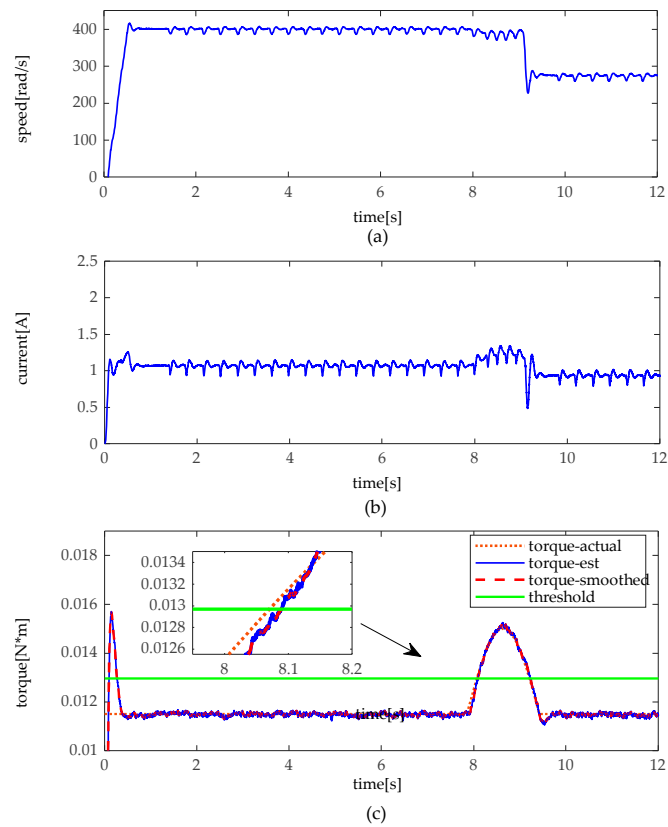 400
300
200
100
0
speed[rad/s]
0 2 4 6 8 10 12
time[s]
(a)
2.5
2
1.5
1
0.5
0
current[A]
0 2 4 6 8 10 12
time[s]
(b)
0.018
0.016
0.014
0.012
0.01
torque[N*m]
0.0134
0.0132
0.013
0.0128
0.0126
8 8.1 8.2
torque-actual
torque-est
torque-smoothed
threshold
time[s]
0 2 4 6 8 10 12
time[s]
(c)